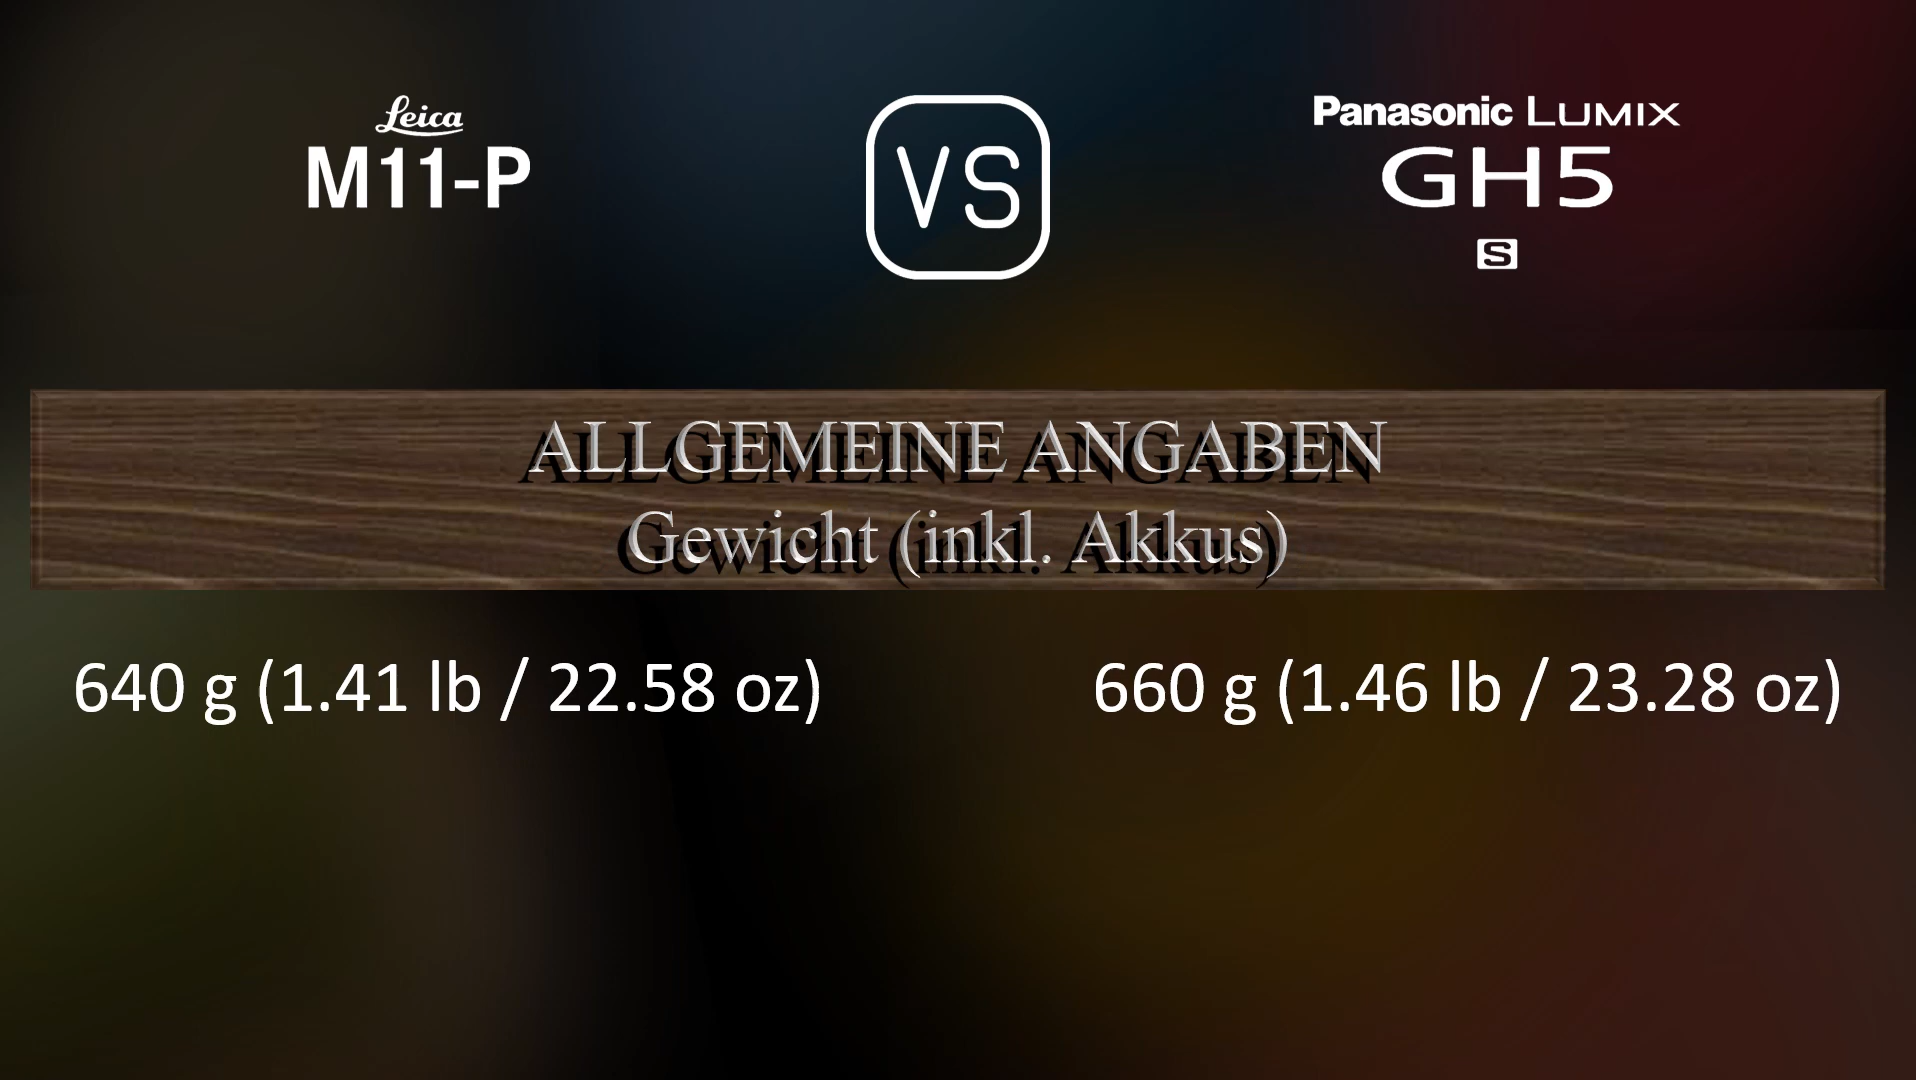 Leica
M11-P
VS
Panasonic LUMIX
GH5
S
ALLGEMEINE ANGABEN
Gewicht (inkl. Akkus)
640 g (1.41 lb / 22.58 oz)
660 g (1.46 lb / 23.28 oz)